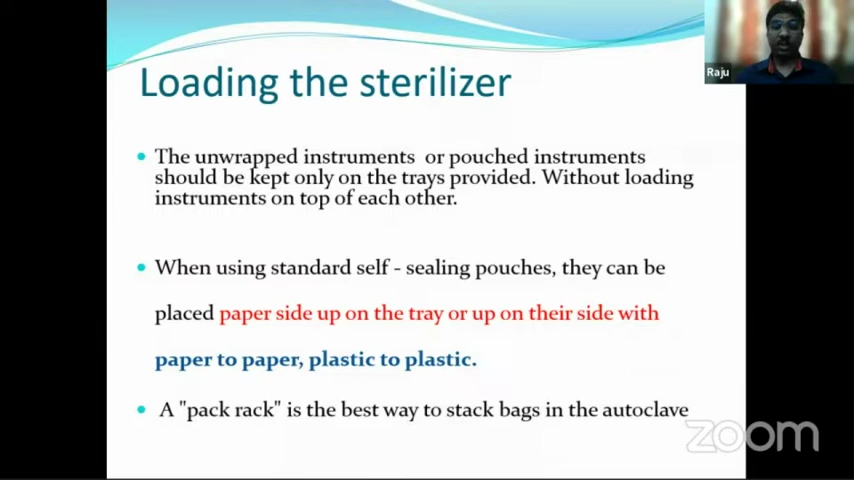 Loading the sterilizer
Raju
• The unwrapped instruments or pouched instruments
should be kept only on the trays provided. Without loading
instruments on top of each other.
• When using standard self - sealing pouches, they can be
placed paper side up on the tray or up on their side with
paper to paper, plastic to plastic.
• A "pack rack" is the best way to stack bags in the autoclave
zoom